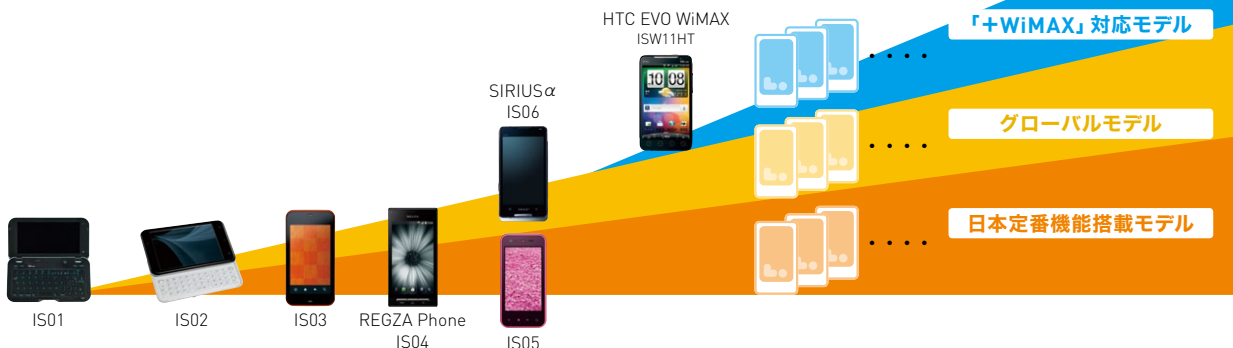 HTC EVO WiMAX
ISW11HT
「＋WiMAX」対応モデル
10 08
SIRIUSα
IS06
グローバルモデル
日本定番機能搭載モデル
IS01
IS02
IS03
REGZA Phone
IS04
IS05